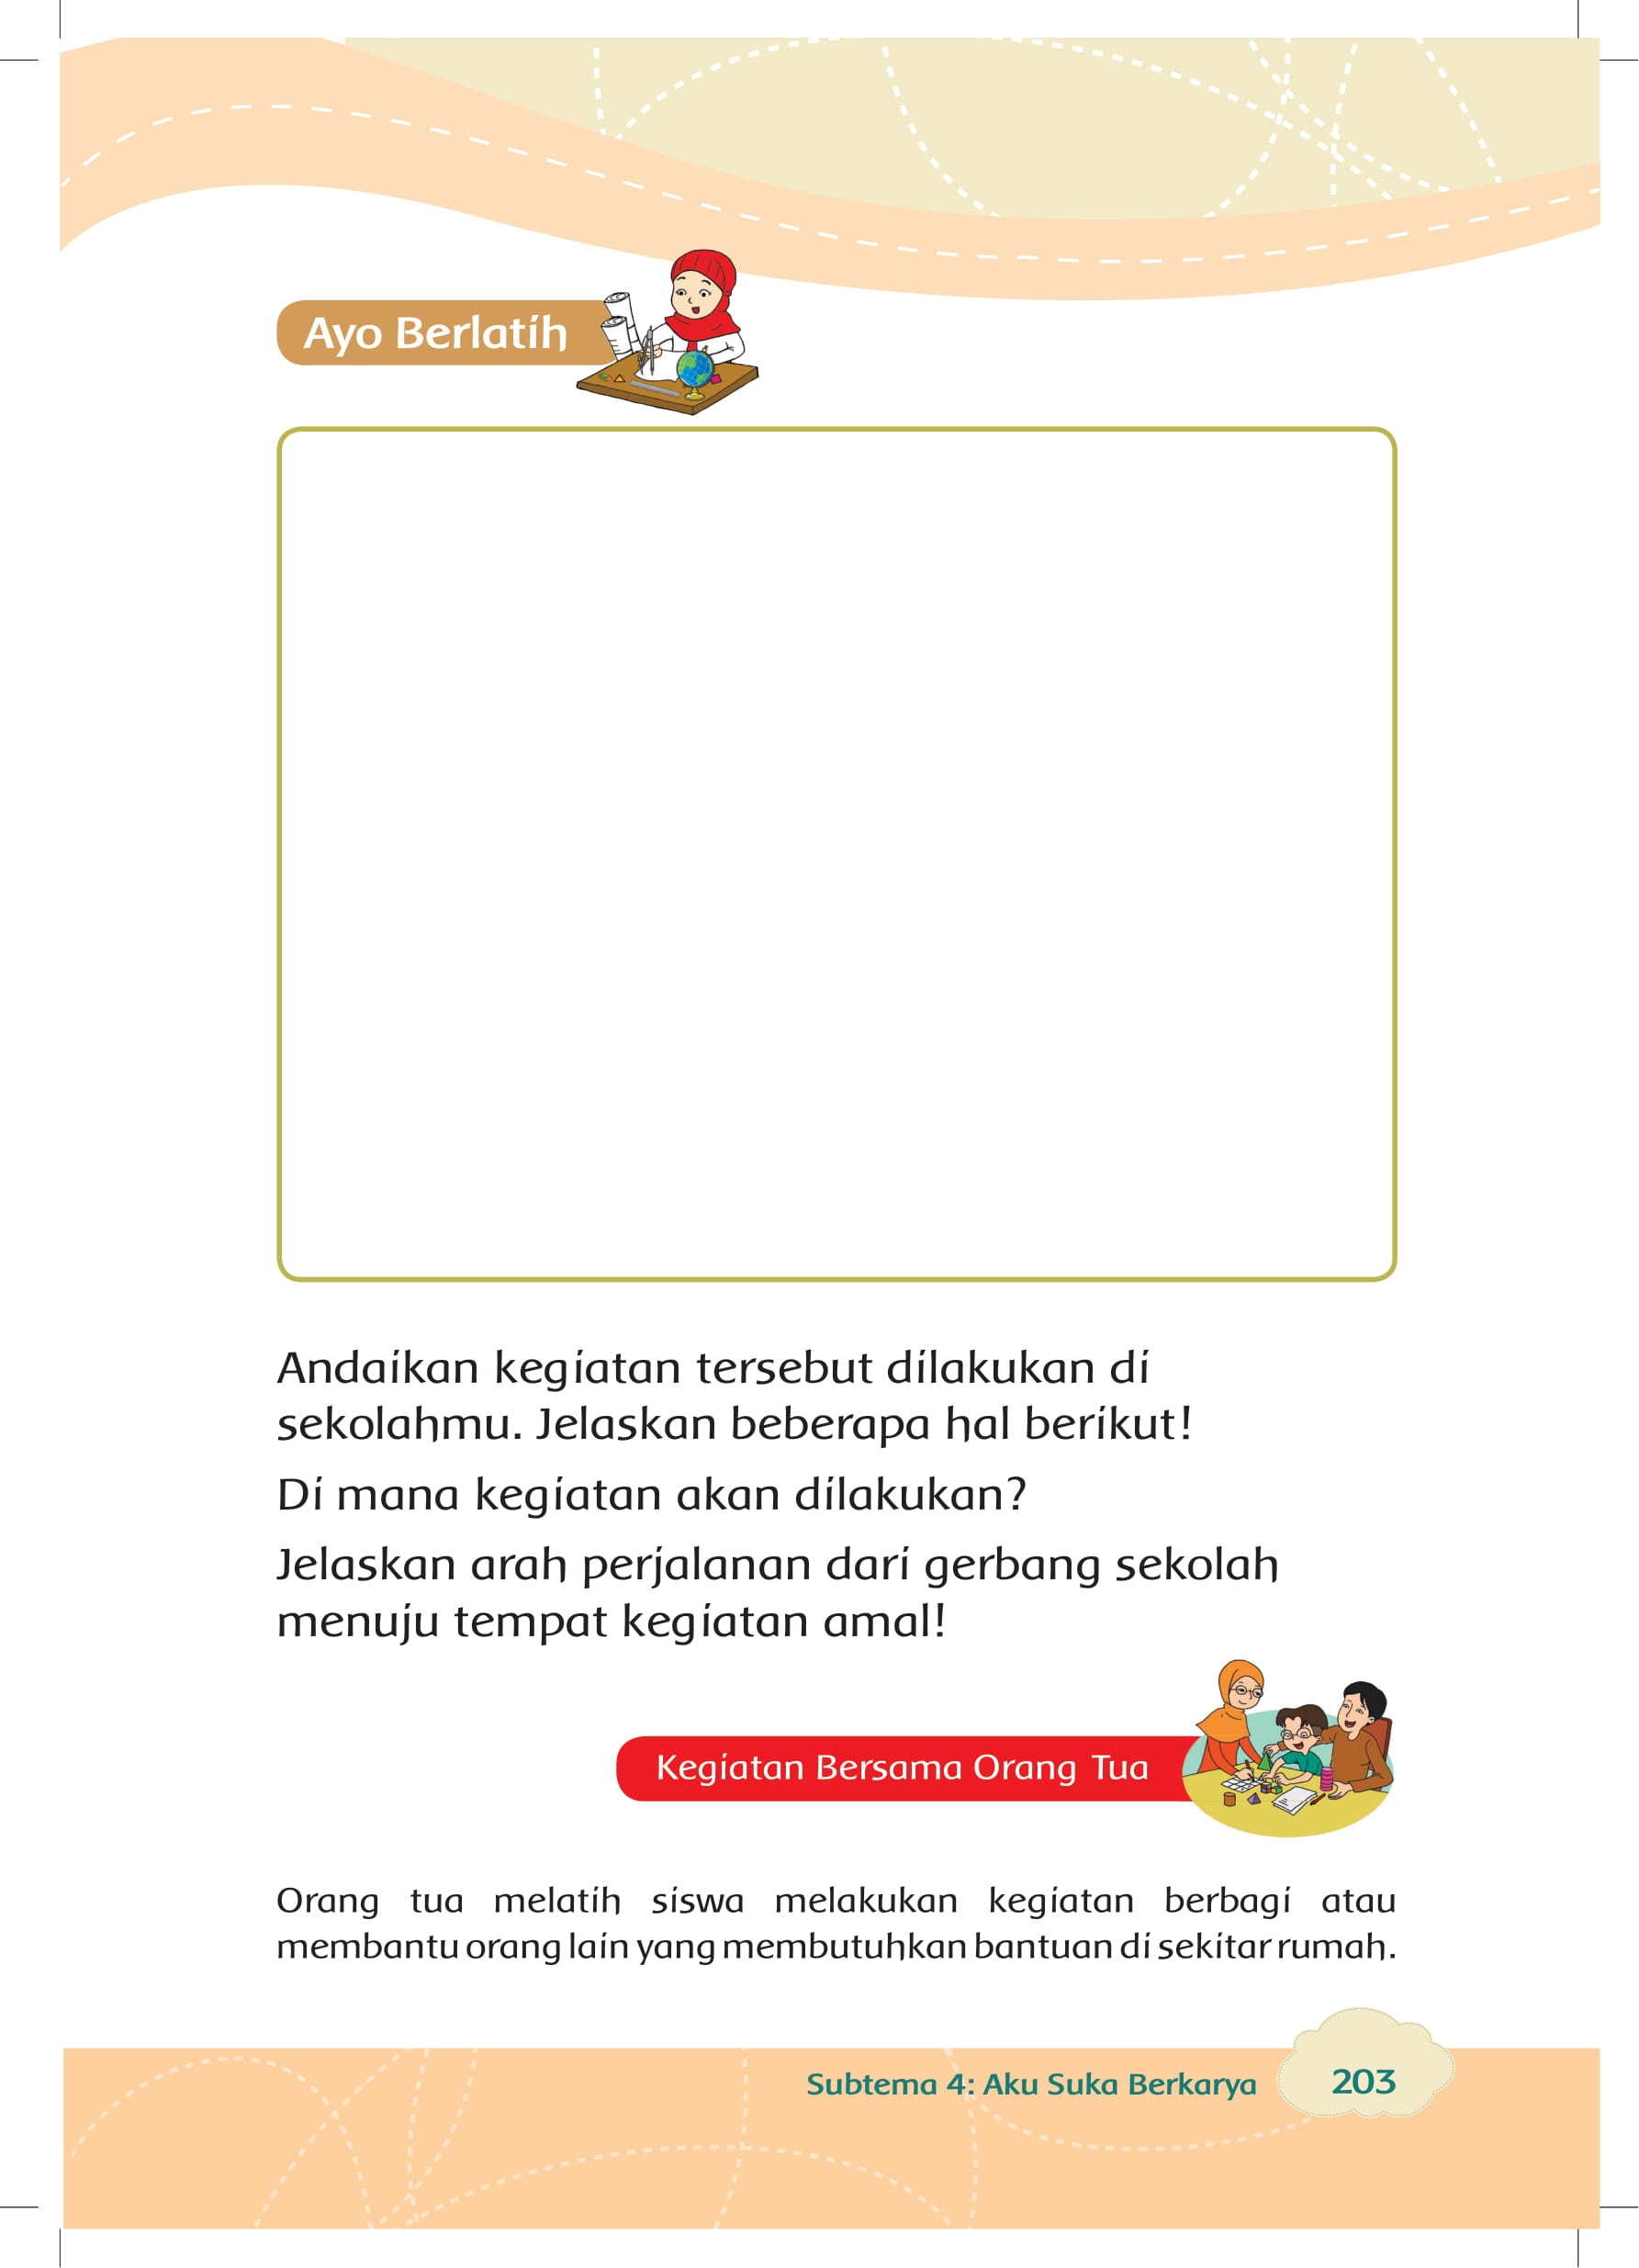 Ayo Berlatih
Andaikan kegiatan tersebut dilakukan di
sekolahmu. Jelaskan beberapa hal berikut!
Di mana kegiatan akan dilakukan?
Jelaskan arah perjalanan dari gerbang sekolah
menuju tempat kegiatan amal!
Kegiatan Bersama Orang Tua
Orang tua melatih siswa melakukan kegiatan berbagi atau
membantu orang lain yang membutuhkan bantuan di sekitar rumah.
Subtema 4: Aku Suka Berkarya
203